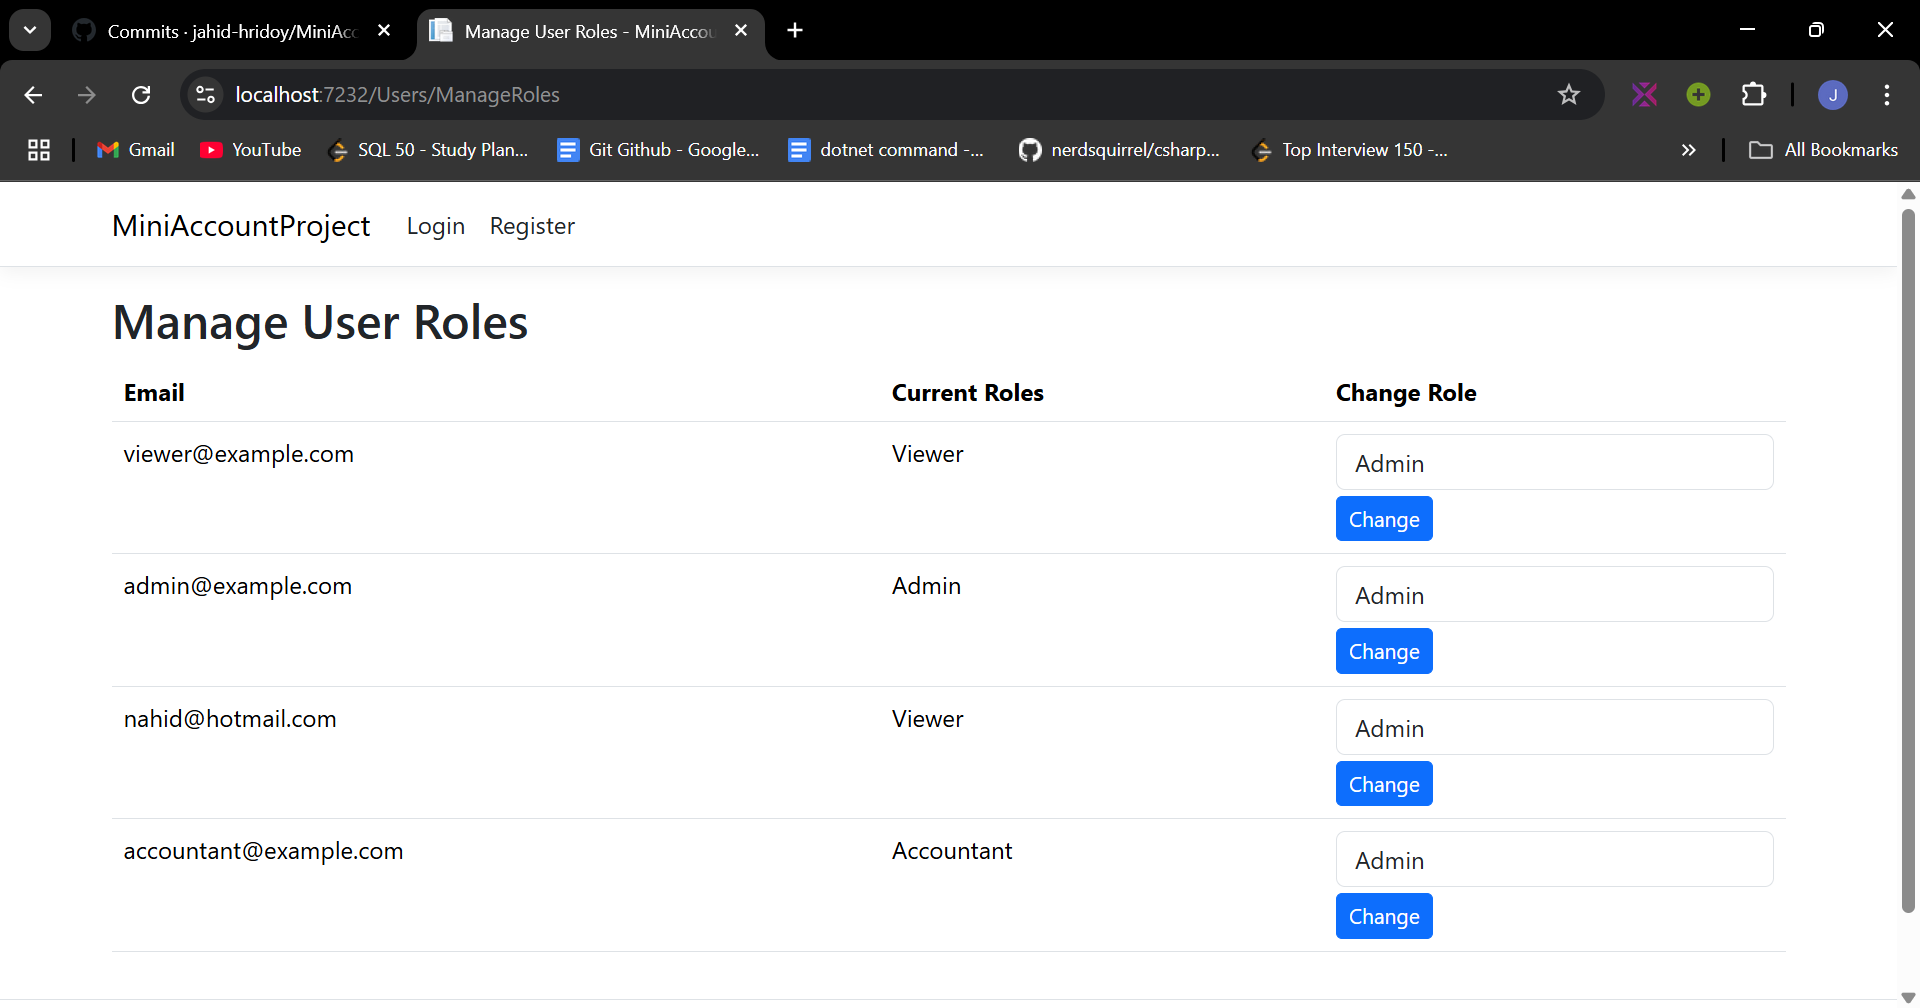 Commits · jahid-hridoy/MiniAcc
Manage User Roles - MiniAccou
localhost:7232/Users/ManageRoles
J
Gmail
YouTube
SQL 50 - Study Plan...
Git Github - Google...
dotnet command -...
nerdsquirrel/csharp...
Top Interview 150 -...
All Bookmarks
MiniAccountProject Login Register
Manage User Roles
Email Current Roles Change Role
viewer@example.com Viewer Admin
Change
admin@example.com Admin Admin
Change
nahid@hotmail.com Viewer Admin
Change
accountant@example.com Accountant Admin
Change